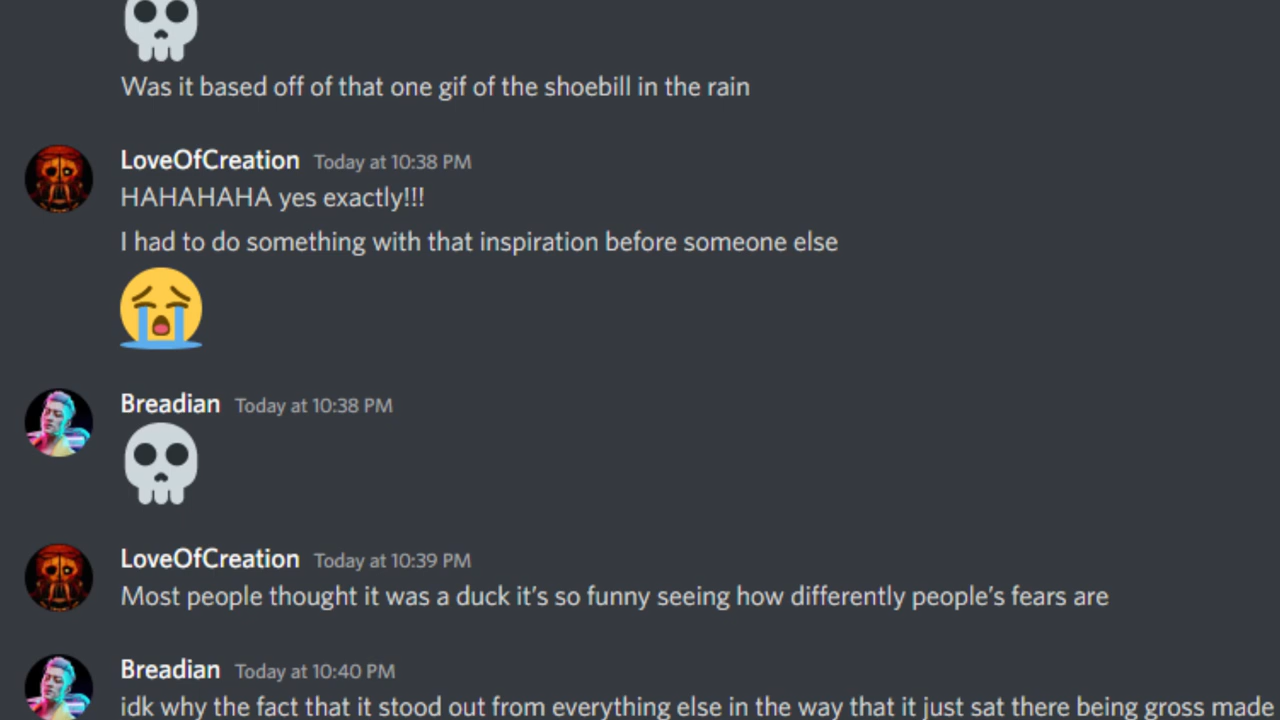 Was it based off of that one gif of the shoebill in the rain
LoveOfCreation Today at 10:38 PM
HAHAHAHA yes exactly!!!
I had to do something with that inspiration before someone else
Breadian Today at 10:38 PM
LoveOfCreation Today at 10:39 PM
Most people thought it was a duck it’s so funny seeing how differently people’s fears are
Breadian Today at 10:40 PM
idk why the fact that it stood out from everything else in the way that it just sat there being gross made